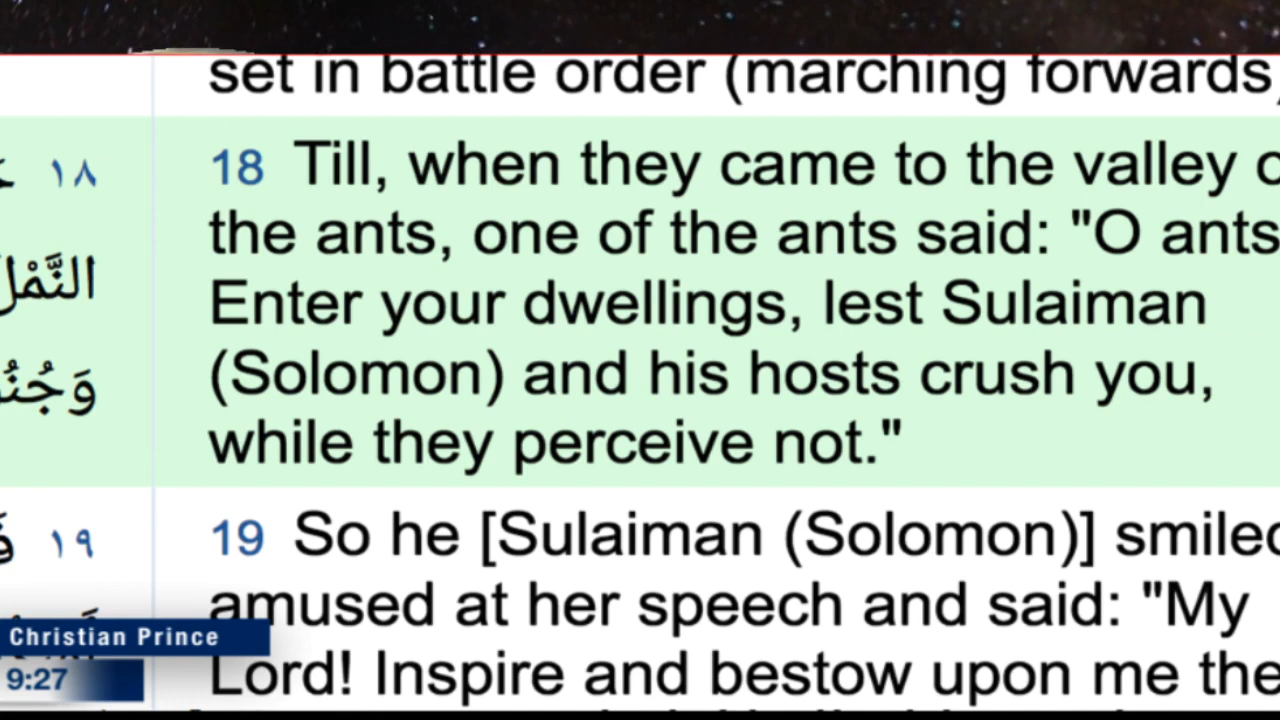 set in battle order (marching forwards)
18 Till, when they came to the valley
the ants, one of the ants said: "O ants
Enter your dwellings, lest Sulaiman
(Solomon) and his hosts crush you,
while they perceive not."
19 So he [Sulaiman (Solomon)] smiled
amused at her speech and said: "My
Lord! Inspire and bestow upon me the
١٨
النَّمْلِ
١٩
Christian Prince
9:27